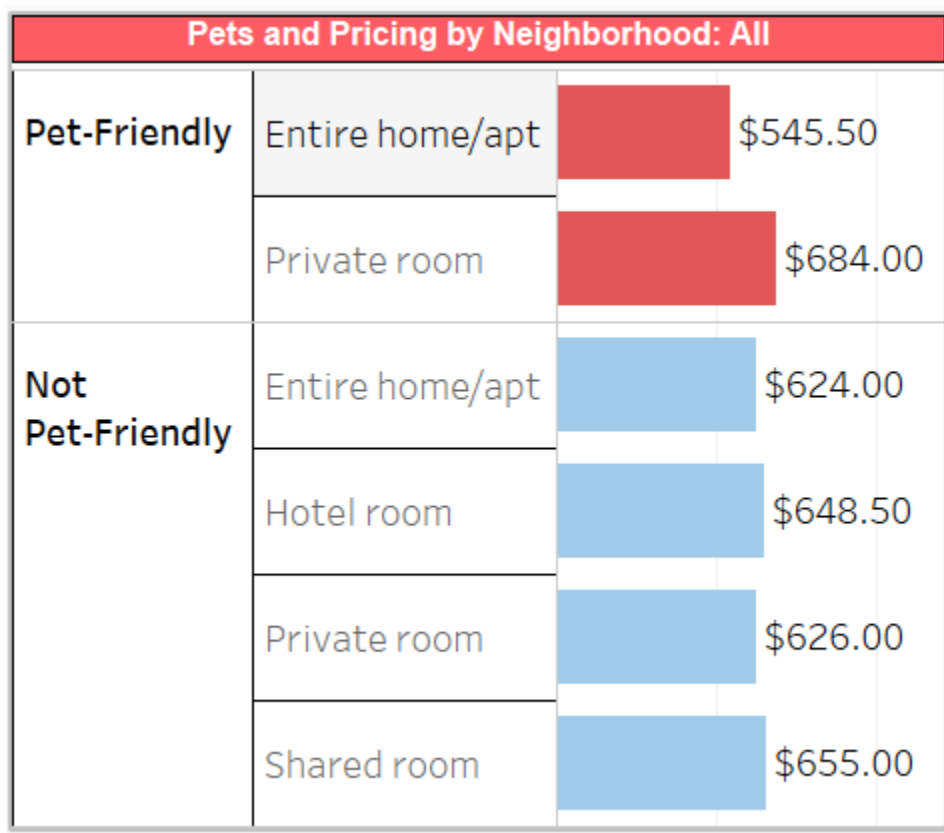 Pets and Pricing by Neighborhood: All
Pet-Friendly
Entire home/apt
$545.50
Private room
$684.00
Not
Pet-Friendly
Entire home/apt
$624.00
Hotel room
$648.50
Private room
$626.00
Shared room
$655.00